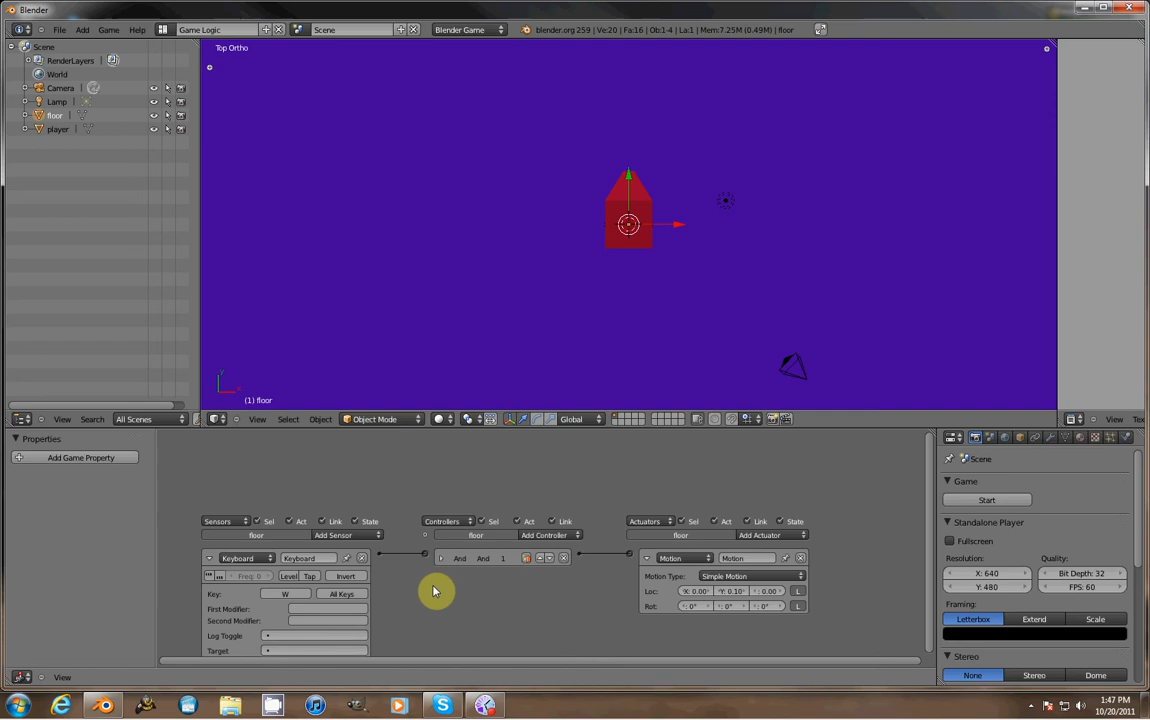 Blender
File Add Game Help Game Logic Scene Blender Game blender.org 259 | Ve:20 | Fa:16 | Ob:1-4 | La:1 | Mem:7.25M (0.49M) | floor
Scene
RenderLayers
World
Camera
Lamp
floor
player
Top Ortho
Y
X
(1) floor
View Search All Scenes
View Select Object Object Mode Global
View
Properties
Add Game Property
Sensors Sel Act Link State
floor Add Sensor
Keyboard Keyboard
Freq: 0 Level Tap Invert
Key: W All Keys
First Modifier:
Second Modifier:
Log Toggle
Target
Controllers Sel Act Link
floor Add Controller
And And 1
Actuators Sel Act Link State
floor Add Actuator
Motion Motion
Motion Type: Simple Motion
Loc: X: 0.00 Y: 0.10 : 0.00 L
Rot: : 0° : 0° : 0° L
View
Scene
Game
Start
Standalone Player
Fullscreen
Resolution: Quality:
X: 640 Bit Depth: 32
Y: 480 FPS: 60
Framing:
Letterbox Extend Scale
Stereo
None Stereo Dome
1:47 PM
10/20/2011